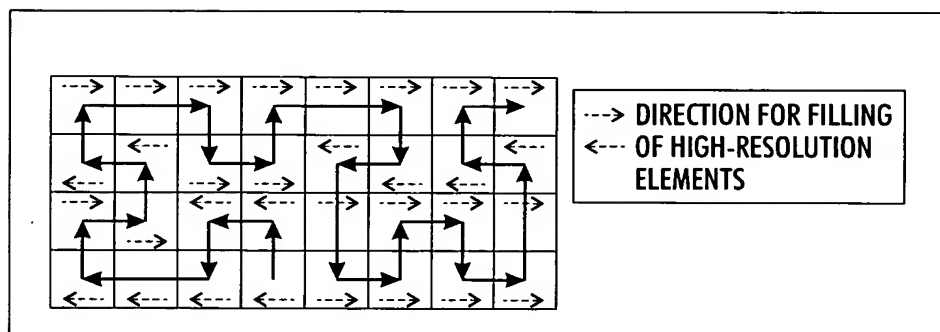 DIRECTION FOR FILLING
OF HIGH-RESOLUTION
ELEMENTS